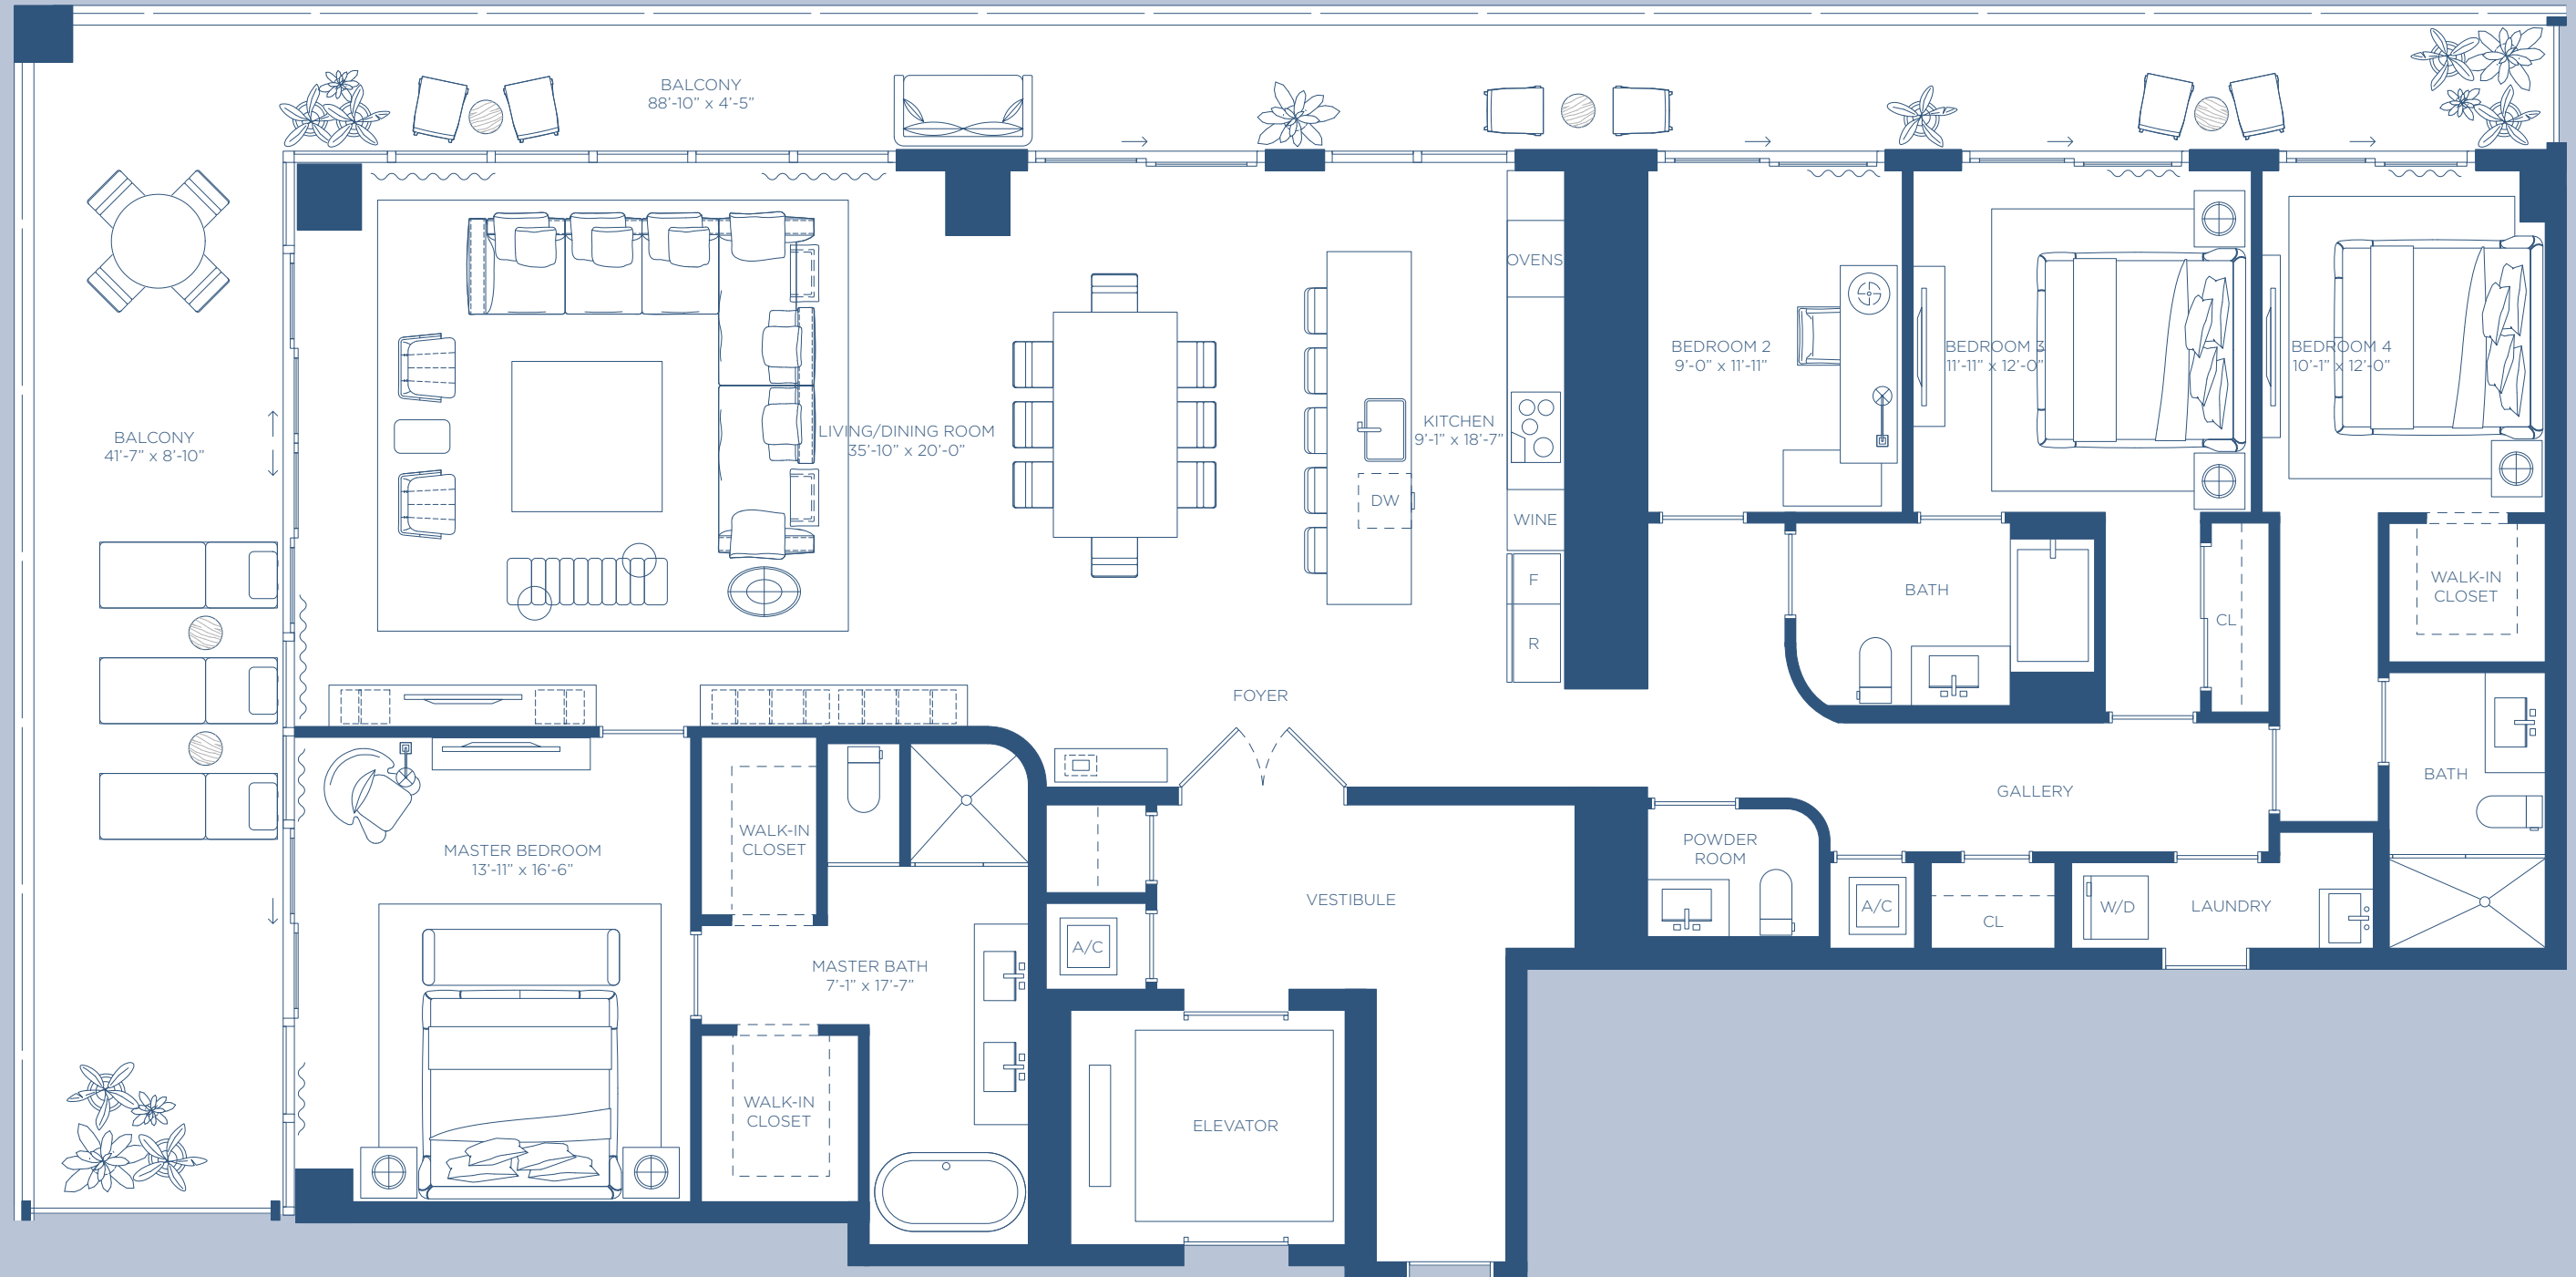 BALCONY
88'-10" x 4'-5"
BALCONY
41'-7" x 8'-10"
LIVING/DINING ROOM
35'-10" x 20'-0"
KITCHEN
9'-1" x 18'-7"
OVENS
DW
WINE
F
R
BEDROOM 2
9'-0" x 11'-11"
BEDROOM 3
11'-11" x 12'-0"
BEDROOM 4
10'-1" x 12'-0"
BATH
CL
WALK-IN
CLOSET
FOYER
GALLERY
BATH
MASTER BEDROOM
13'-11" x 16'-6"
WALK-IN
CLOSET
MASTER BATH
7'-1" x 17'-7"
WALK-IN
CLOSET
A/C
VESTIBULE
ELEVATOR
POWDER
ROOM
A/C
CL
W/D
LAUNDRY